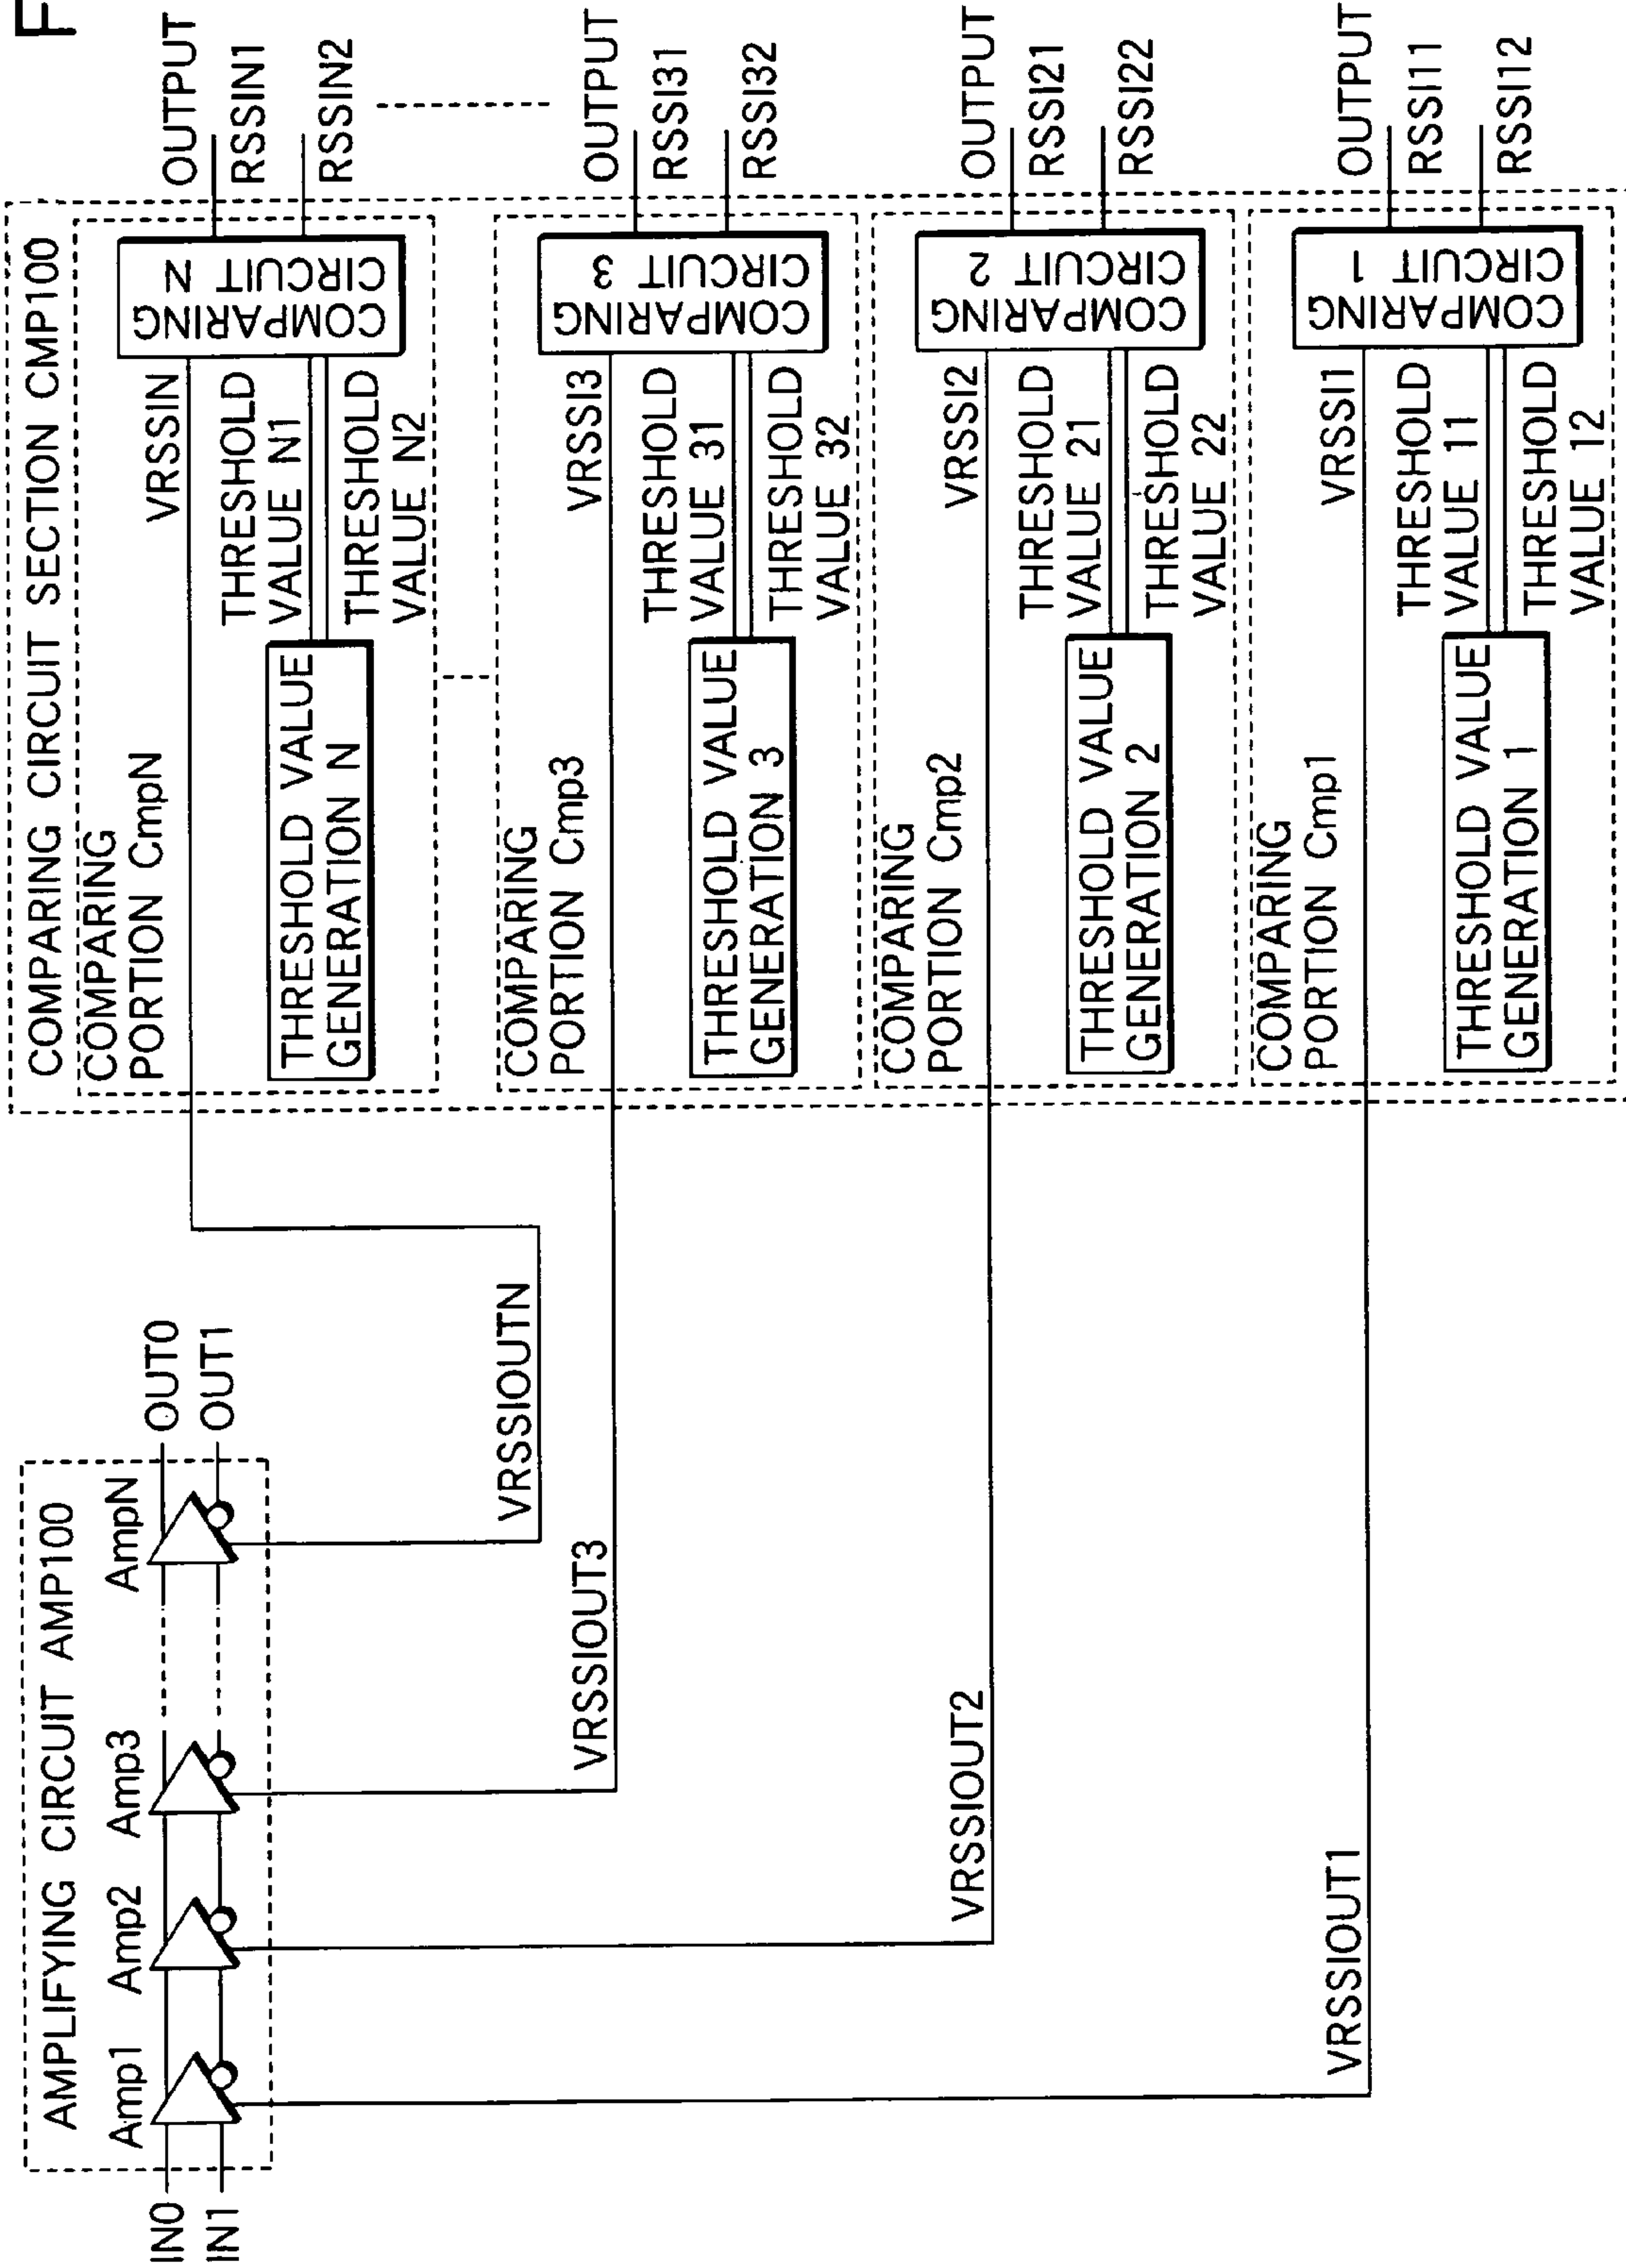 F
AMPLIFYING CIRCUIT AMP100
Amp1
Amp2
Amp3
AmpN
IN0
IN1
OUT0
OUT1
VRSSIOUT1
VRSSIOUT2
VRSSIOUT3
VRSSIOUTN
COMPARING CIRCUIT SECTION CMP100
COMPARING
PORTION CmpN
VRSSIN
THRESHOLD VALUE
GENERATION N
THRESHOLD
VALUE N1
THRESHOLD
VALUE N2
COMPARING
CIRCUIT N
OUTPUT
RSSIN1
RSSIN2
COMPARING
PORTION Cmp3
VRSSI3
THRESHOLD VALUE
GENERATION 3
THRESHOLD
VALUE 31
THRESHOLD
VALUE 32
COMPARING
CIRCUIT 3
OUTPUT
RSSI31
RSSI32
COMPARING
PORTION Cmp2
VRSSI2
THRESHOLD VALUE
GENERATION 2
THRESHOLD
VALUE 21
THRESHOLD
VALUE 22
COMPARING
CIRCUIT 2
OUTPUT
RSSI21
RSSI22
COMPARING
PORTION Cmp1
VRSSI1
THRESHOLD VALUE
GENERATION 1
THRESHOLD
VALUE 11
THRESHOLD
VALUE 12
COMPARING
CIRCUIT 1
OUTPUT
RSSI11
RSSI12